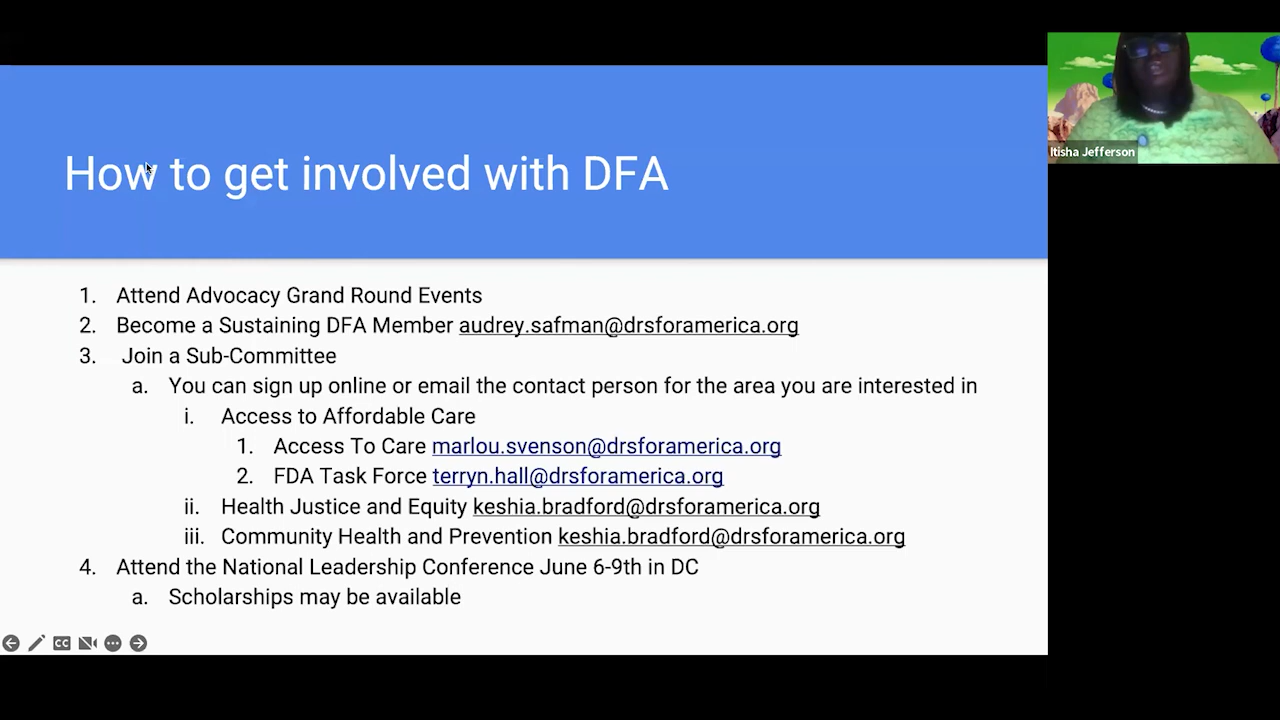 How to get involved with DFA
Itisha Jefferson
1. Attend Advocacy Grand Round Events
2. Become a Sustaining DFA Member audrey.safman@drsforamerica.org
3. Join a Sub-Committee
a. You can sign up online or email the contact person for the area you are interested in
i. Access to Affordable Care
1. Access To Care marlou.svenson@drsforamerica.org
2. FDA Task Force terryn.hall@drsforamerica.org
ii. Health Justice and Equity keshia.bradford@drsforamerica.org
iii. Community Health and Prevention keshia.bradford@drsforamerica.org
4. Attend the National Leadership Conference June 6-9th in DC
a. Scholarships may be available
CC